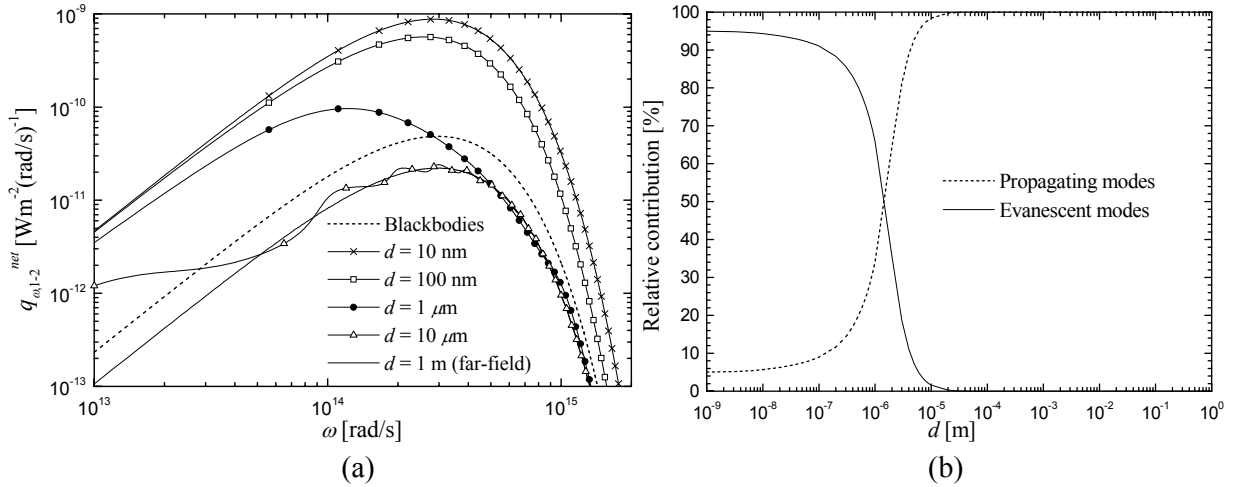 q_{ω,1-2}^{net} [Wm^{-2}(rad/s)^{-1}]
10^{-9}
10^{-10}
10^{-11}
10^{-12}
10^{-13}
Blackbodies
d = 10 nm
d = 100 nm
d = 1 μm
d = 10 μm
d = 1 m (far-field)
10^{13}
10^{14}
10^{15}
ω [rad/s]
(a)
Relative contribution [%]
100
90
80
70
60
50
40
30
20
10
0
Propagating modes
Evanescent modes
10^{-9}
10^{-8}
10^{-7}
10^{-6}
10^{-5}
10^{-4}
10^{-3}
10^{-2}
10^{-1}
10^{0}
d [m]
(b)